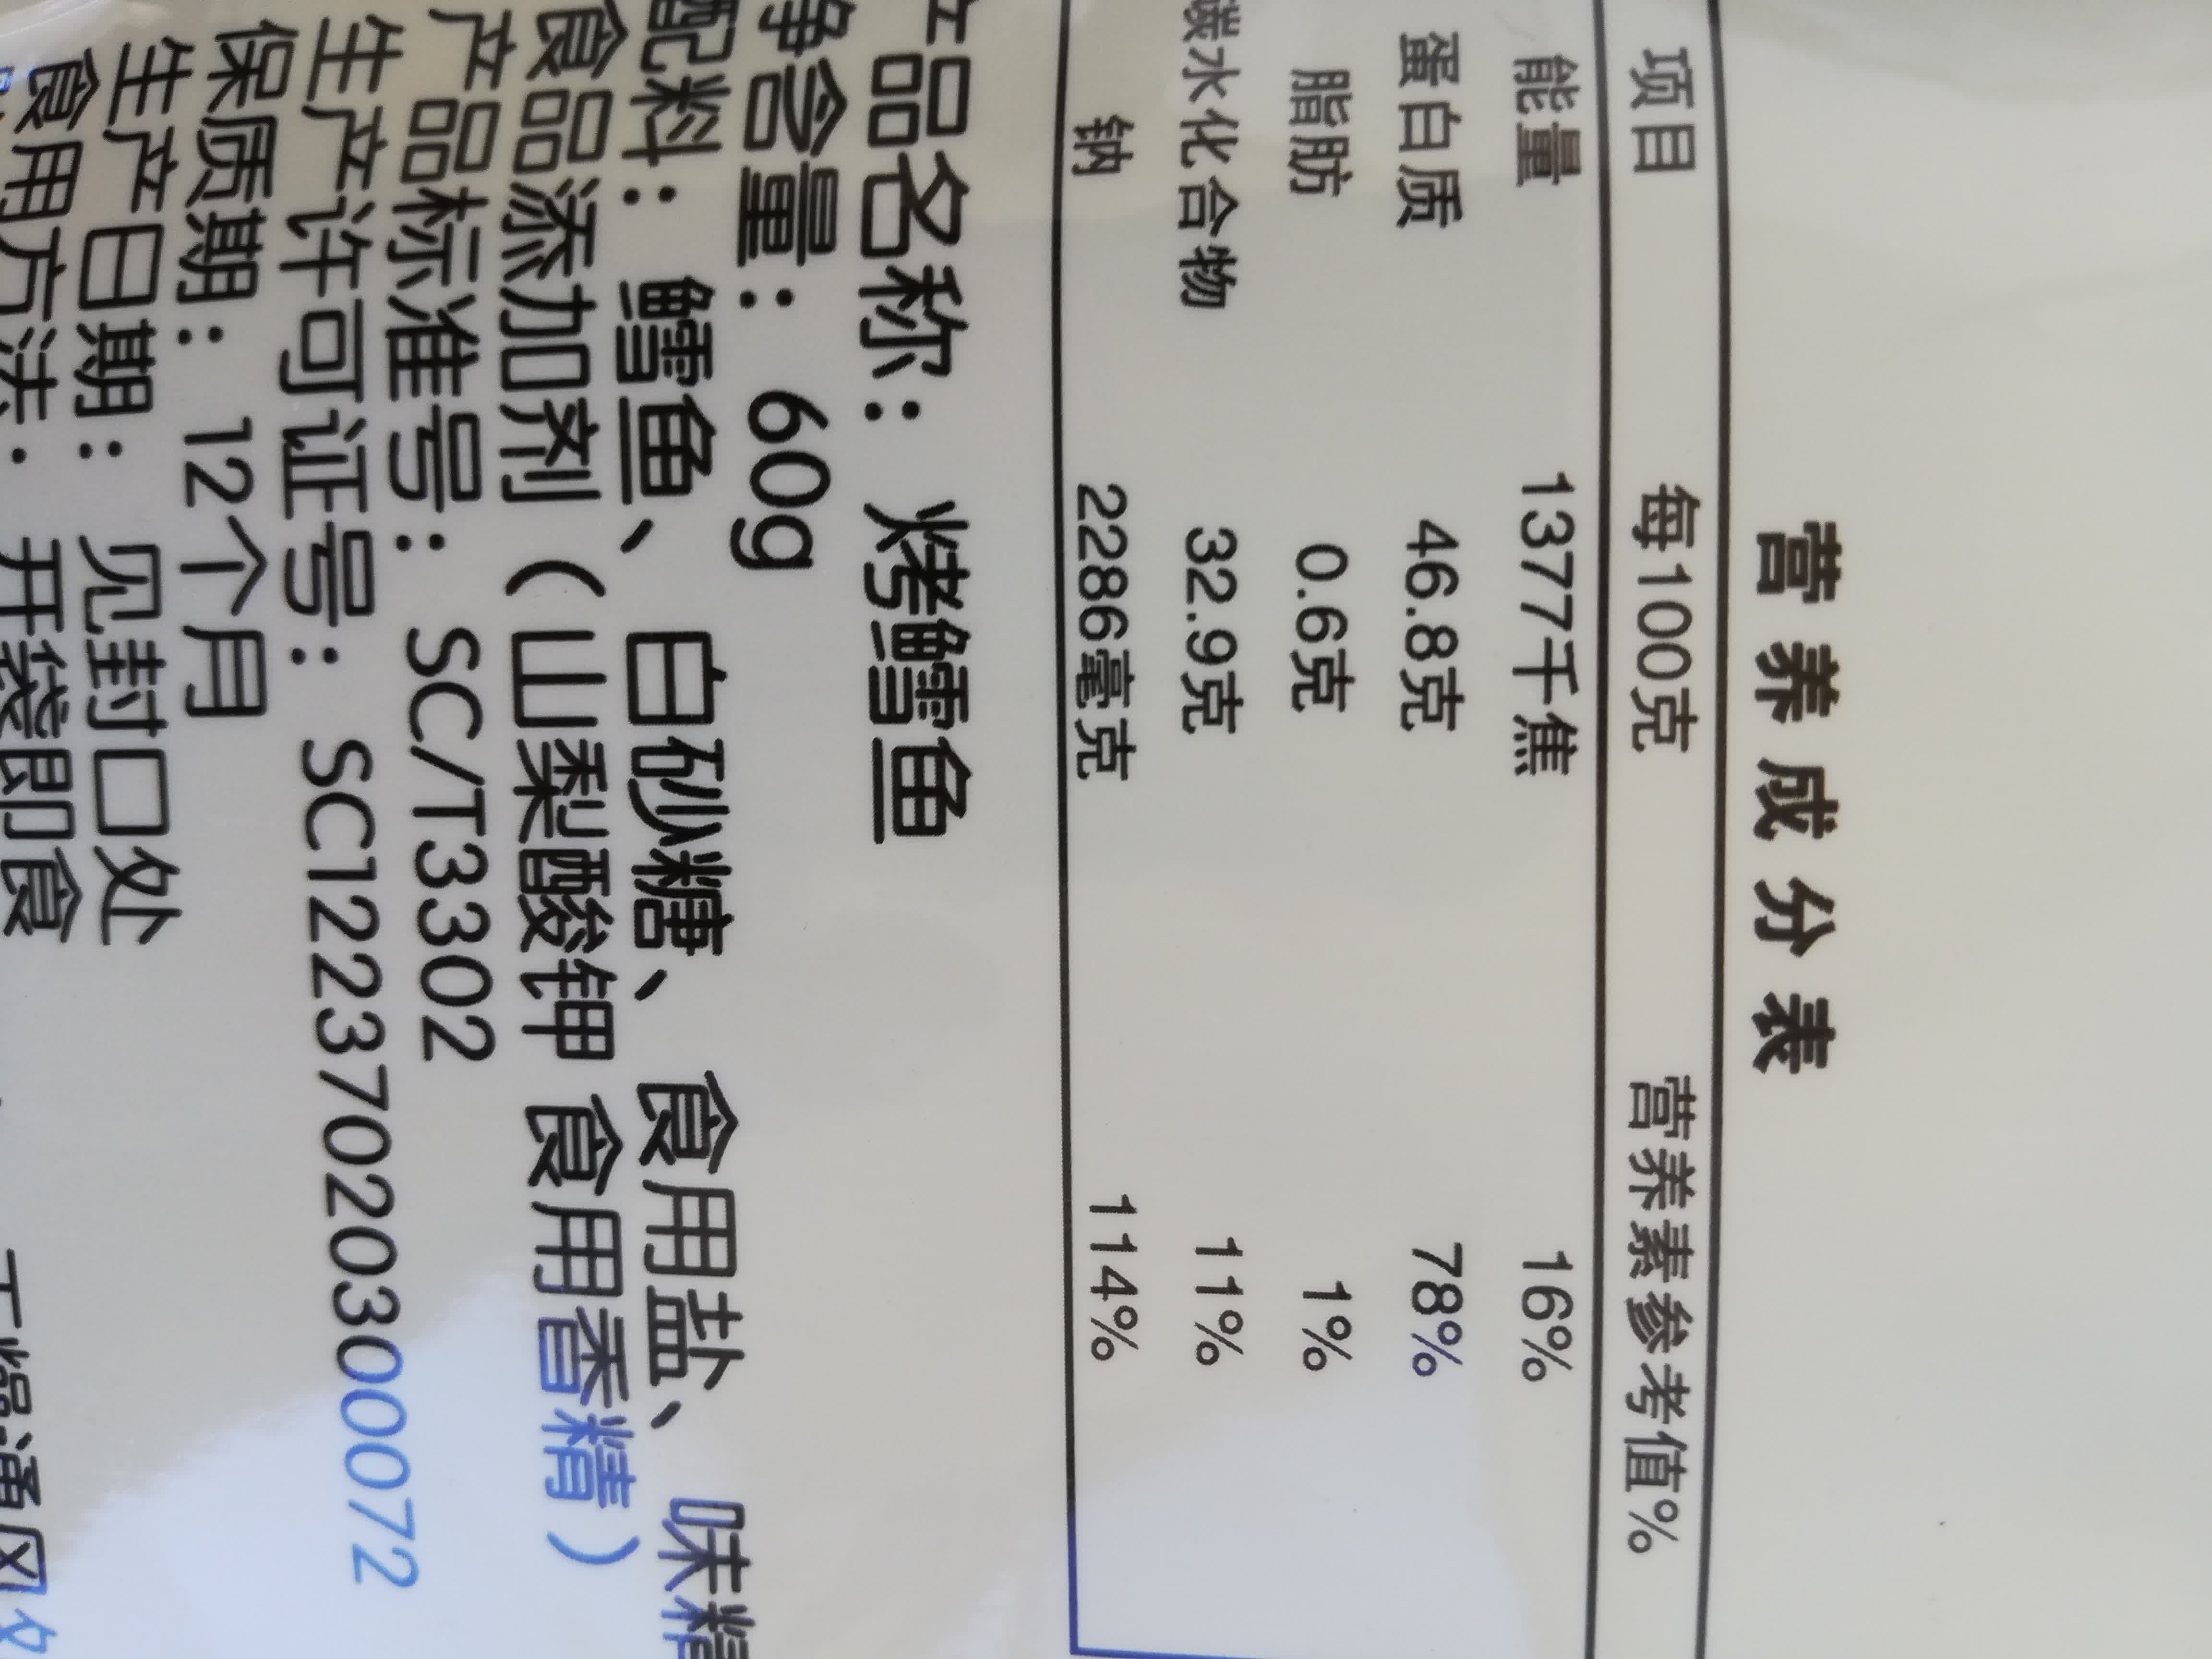 营养成分表
项目 每100克 营养素参考值%
能量 1377千焦 16%
蛋白质 46.8克 78%
脂肪 0.6克 1%
碳水化合物 32.9克 11%
钠 2286毫克 114%
产品名称：烤鳕鱼
净含量：60g
配料：鳕鱼、白砂糖、食用盐、味精
食品添加剂（山梨酸钾 食用香精）
产品标准号：SC/T3302
生产许可证号：SC12237020300072
保质期：12个月
生产日期：见封口处
食用方法：开袋即食
干燥通风